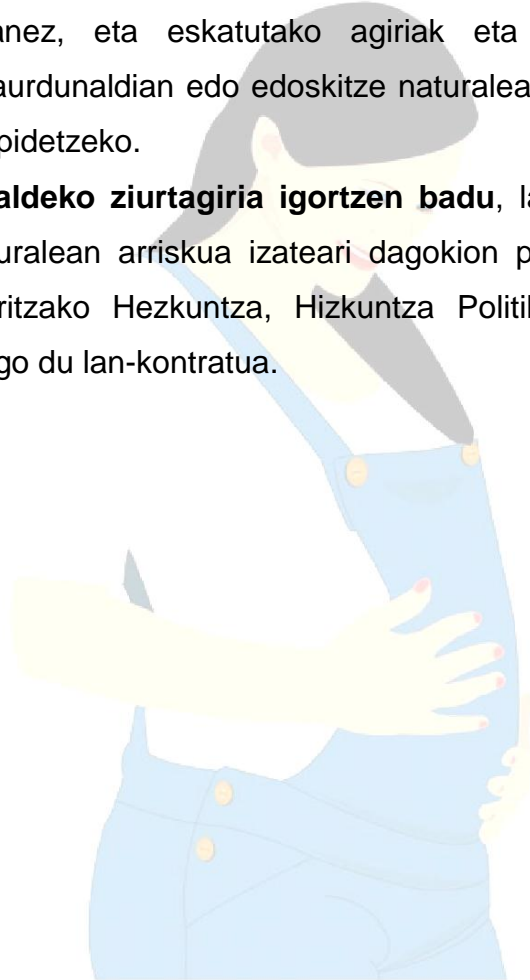 anez, eta eskatutako agiriak eta
aurdunaldian edo edoskitze naturalea
pidetzeko.
aldeko ziurtagiria igortzen badu, la
uralean arriskua izateari dagokion p
ritzako Hezkuntza, Hizkuntza Politik
go du lan-kontratua.